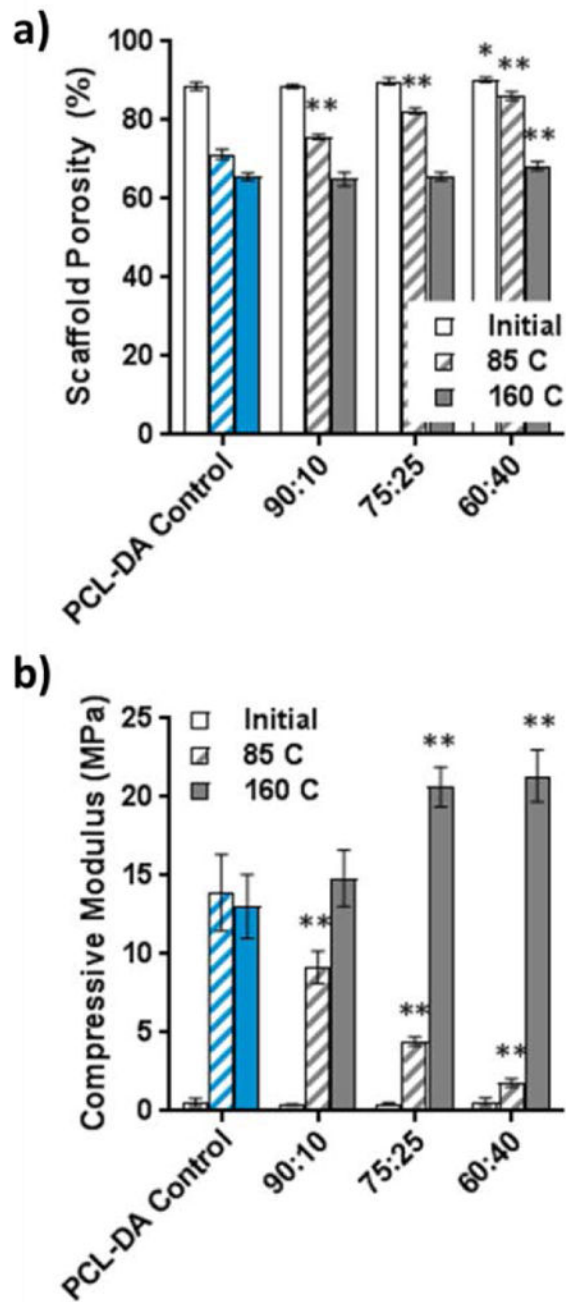 a)
Scaffold Porosity (%)
100
80
60
40
20
0
**
**
*
**
**
Initial
85 C
160 C
PCL-DA Control
90:10
75:25
60:40
b)
Compressive Modulus (MPa)
25
20
15
10
5
0
Initial
85 C
160 C
**
**
**
**
**
PCL-DA Control
90:10
75:25
60:40